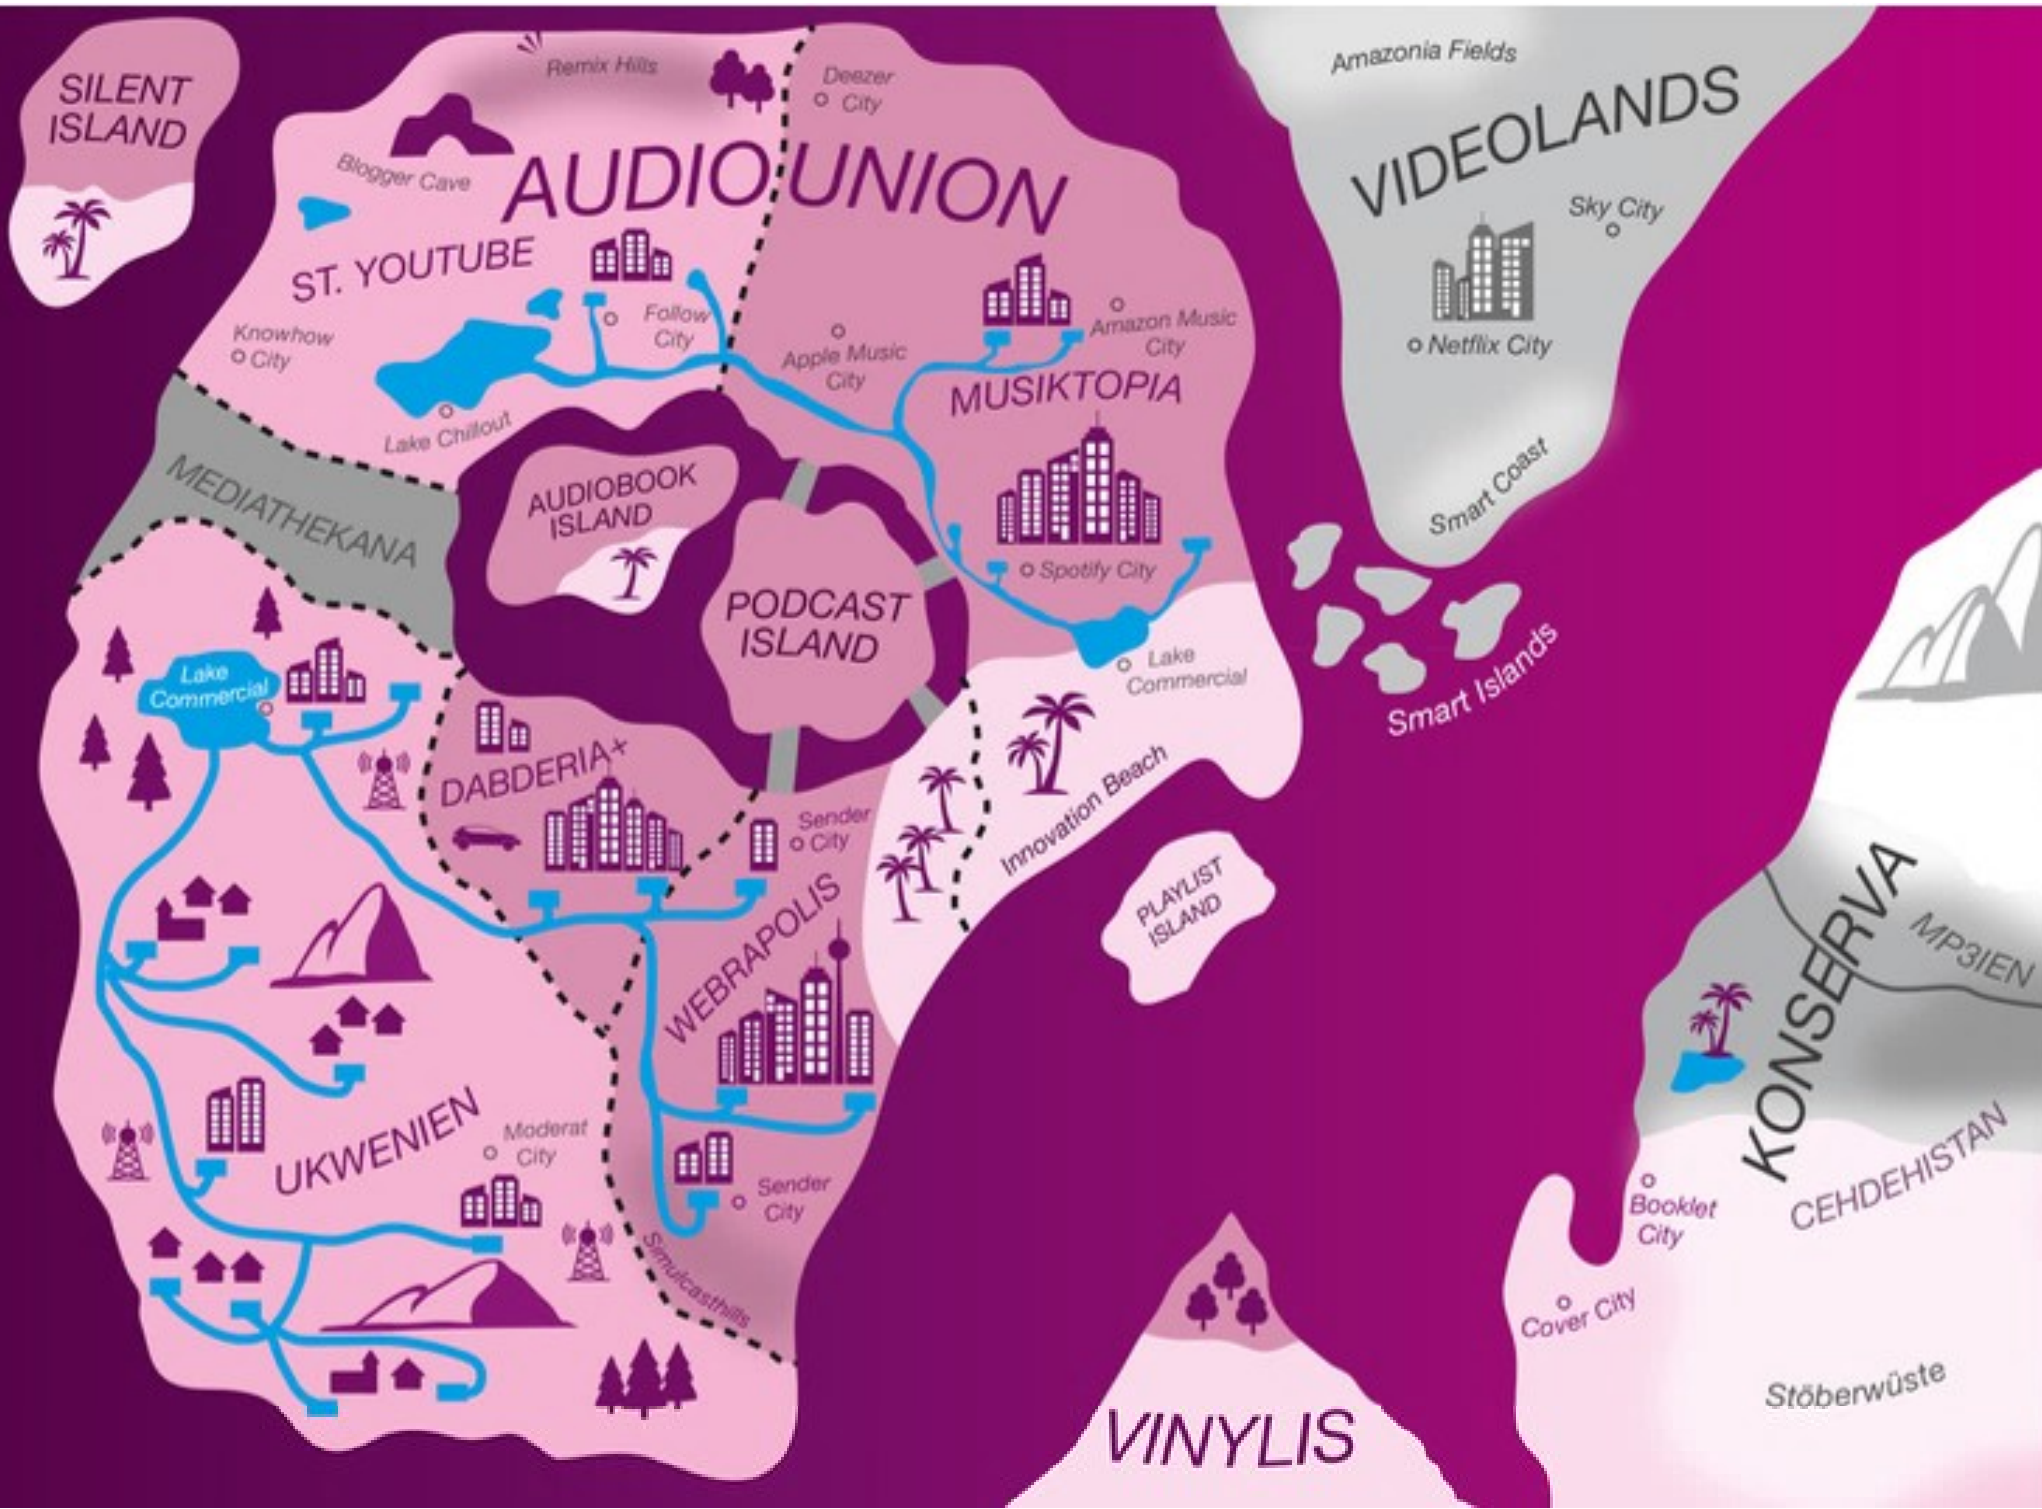 SILENT
ISLAND
Remix Hills
Deezer
City
Blogger Cave
AUDIOUNION
ST. YOUTUBE
Knowhow
City
Follow
City
Lake Chillout
Apple Music
City
Amazon Music
City
MUSIKTOPIA
Spotify City
MEDIATHEKANA
AUDIOBOOK
ISLAND
PODCAST
ISLAND
Lake
Commercial
Lake
Commercial
DABDERIA+
Sender
City
Innovation Beach
PLAYLIST
ISLAND
WEBRAPOLIS
UKWENIEN
Moderat
City
Sender
City
Simulcasthills
Amazonia Fields
VIDEOLANDS
Sky City
Netflix City
Smart Coast
Smart Islands
KONSERVA
MP3IEN
CEHDEHISTAN
Booklet
City
Cover City
Stöberwüste
VINYLIS